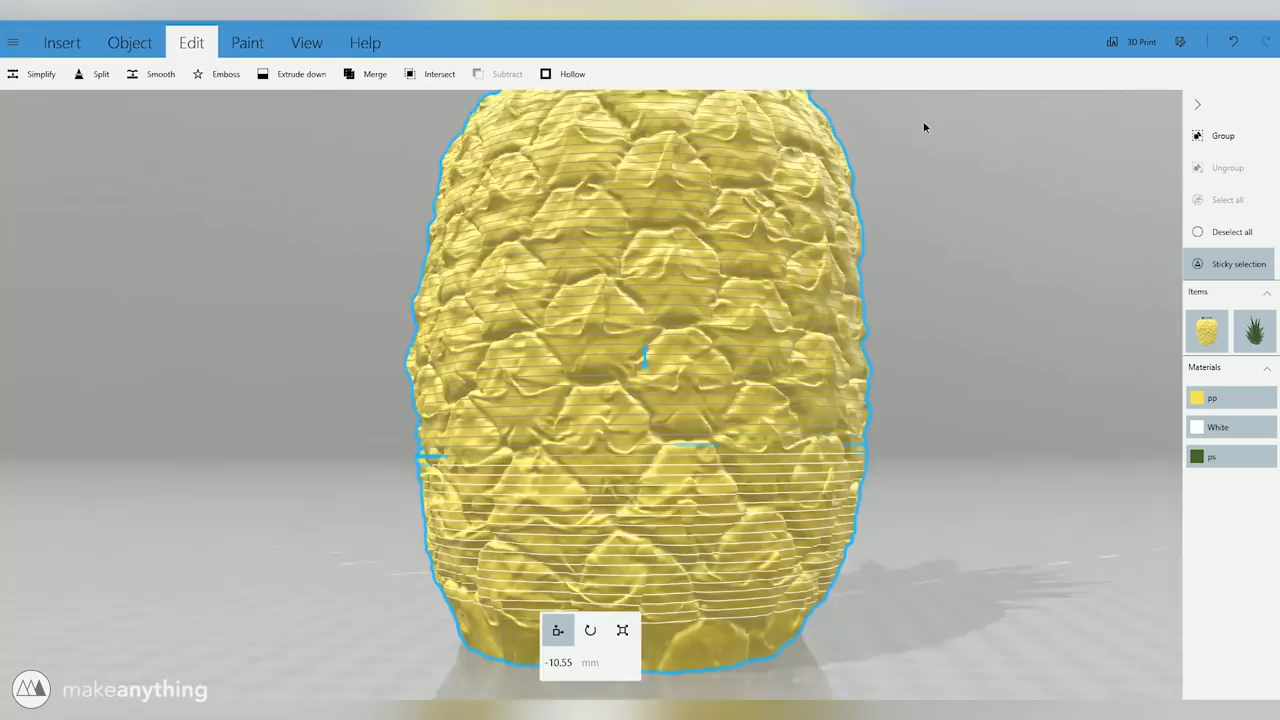 Insert Object Edit Paint View Help 3D Print
Simplify Split Smooth Emboss Extrude down Merge Intersect Subtract Hollow
Group
Ungroup
Select all
Deselect all
Sticky selection
Items
Materials
pp
White
ps
-10.55 mm
makeanything